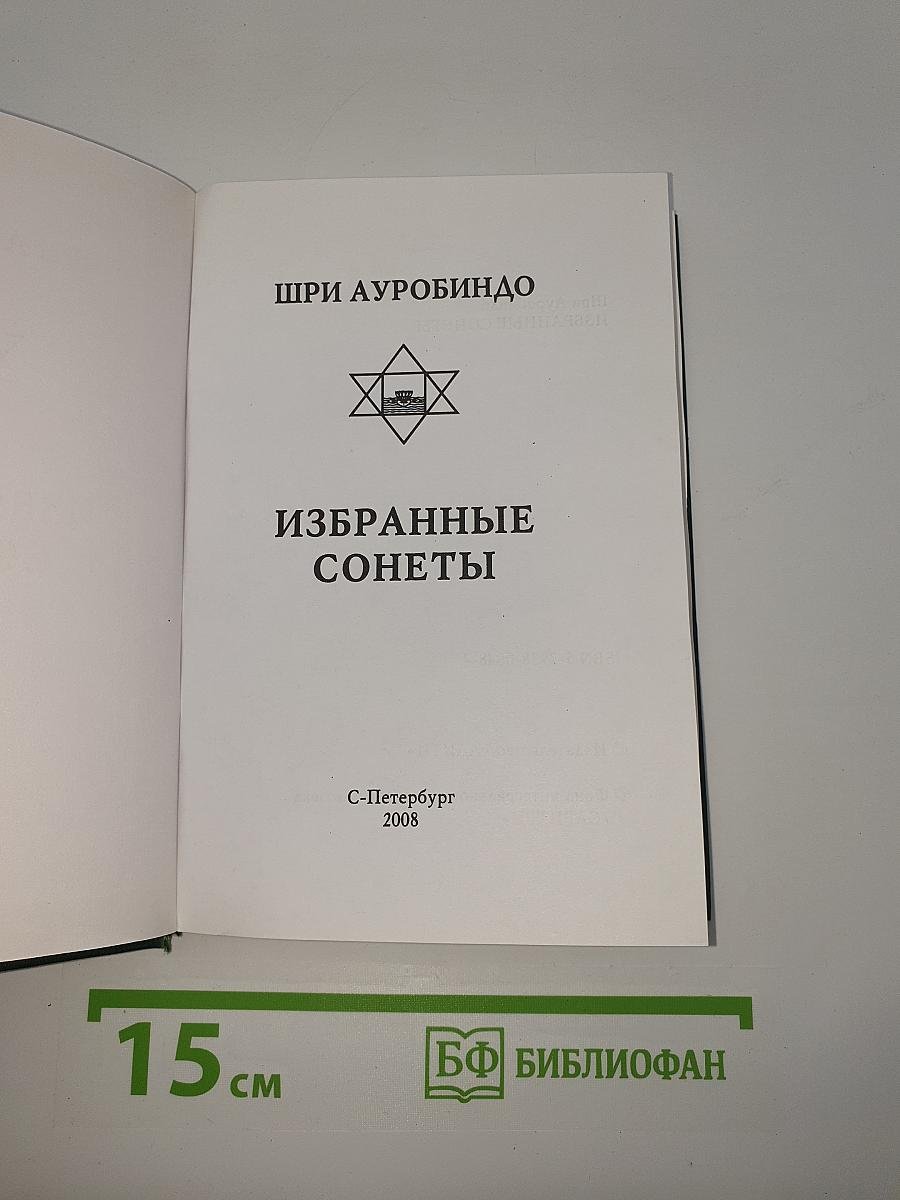 ШРИ АУРОБИНДО
ИЗБРАННЫЕ
СОНЕТЫ
С-Петербург
2008
15 см
БФ БИБЛИОФАН